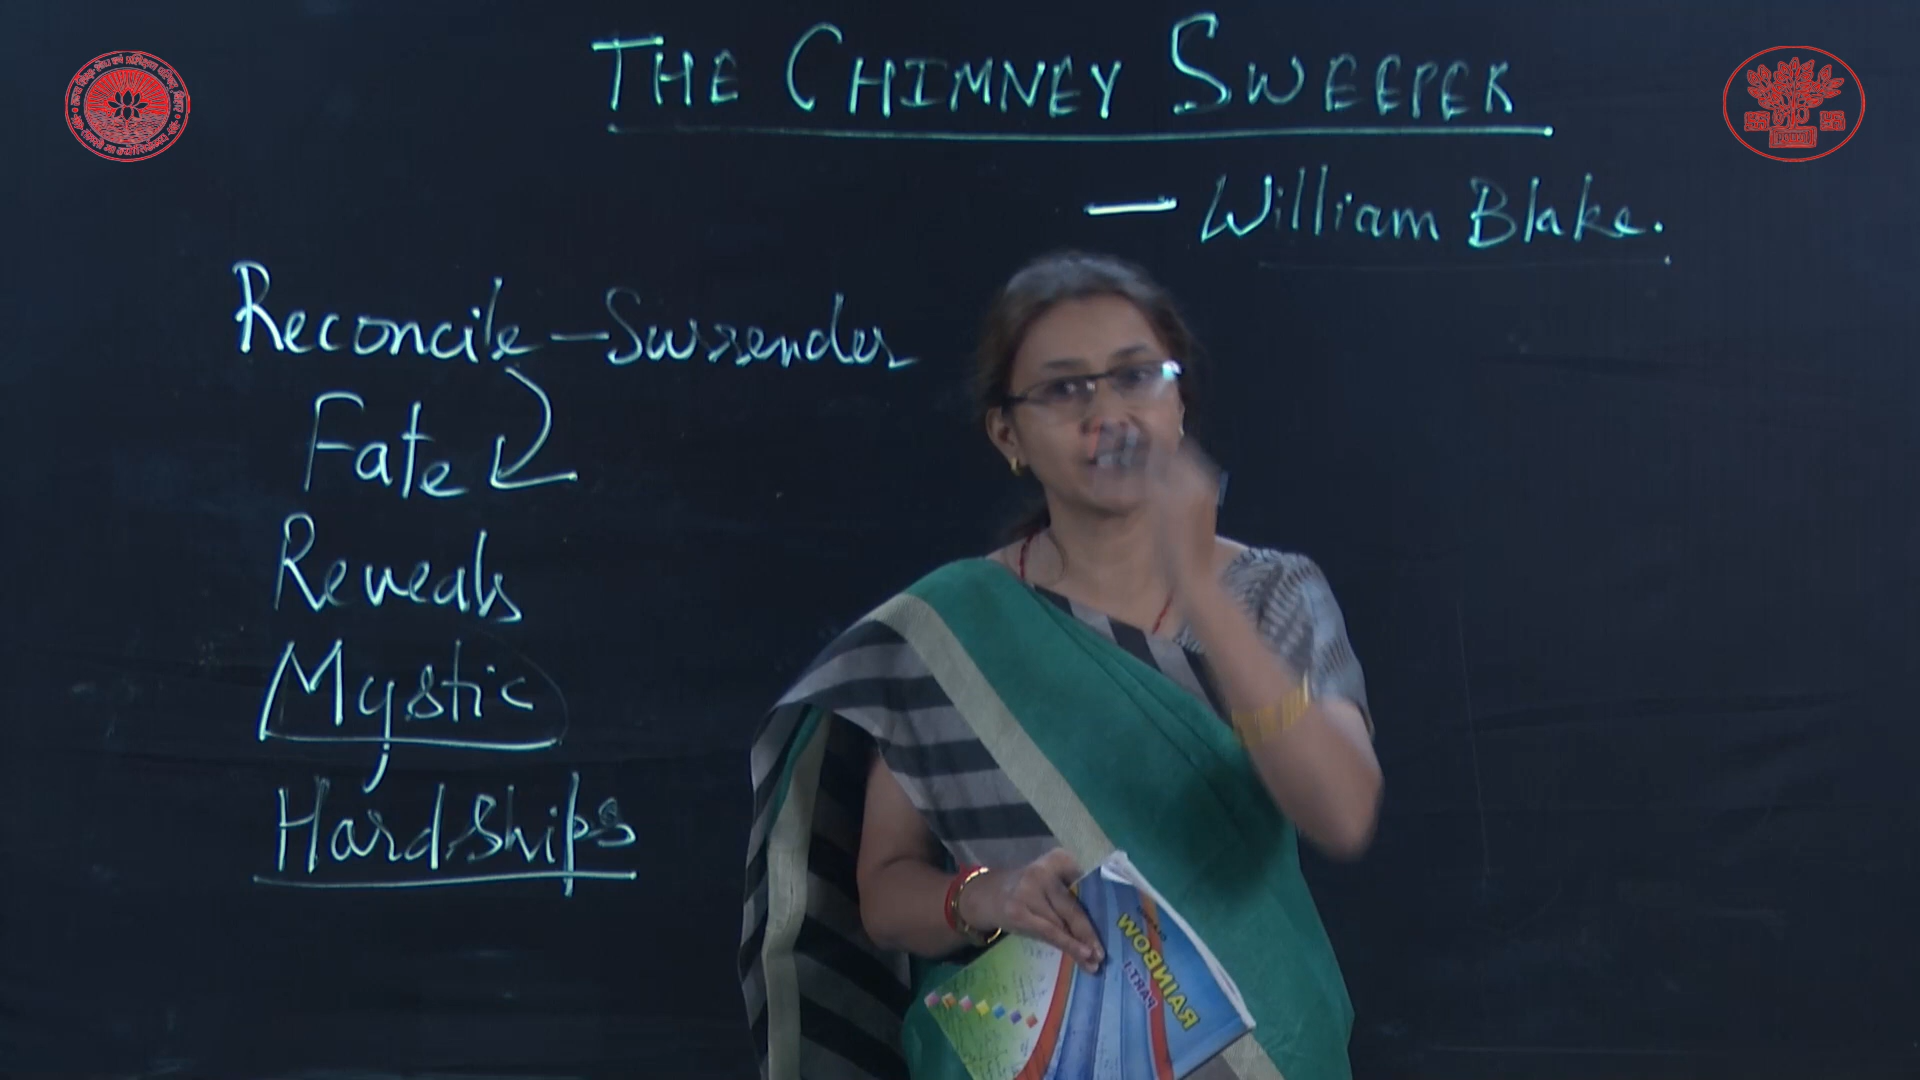 THE CHIMNEY SWEEPER
— William Blake.
Reconcile – Surrender
Fate
Reveals
Mystic
Hardships
RAINBOW
PART-I